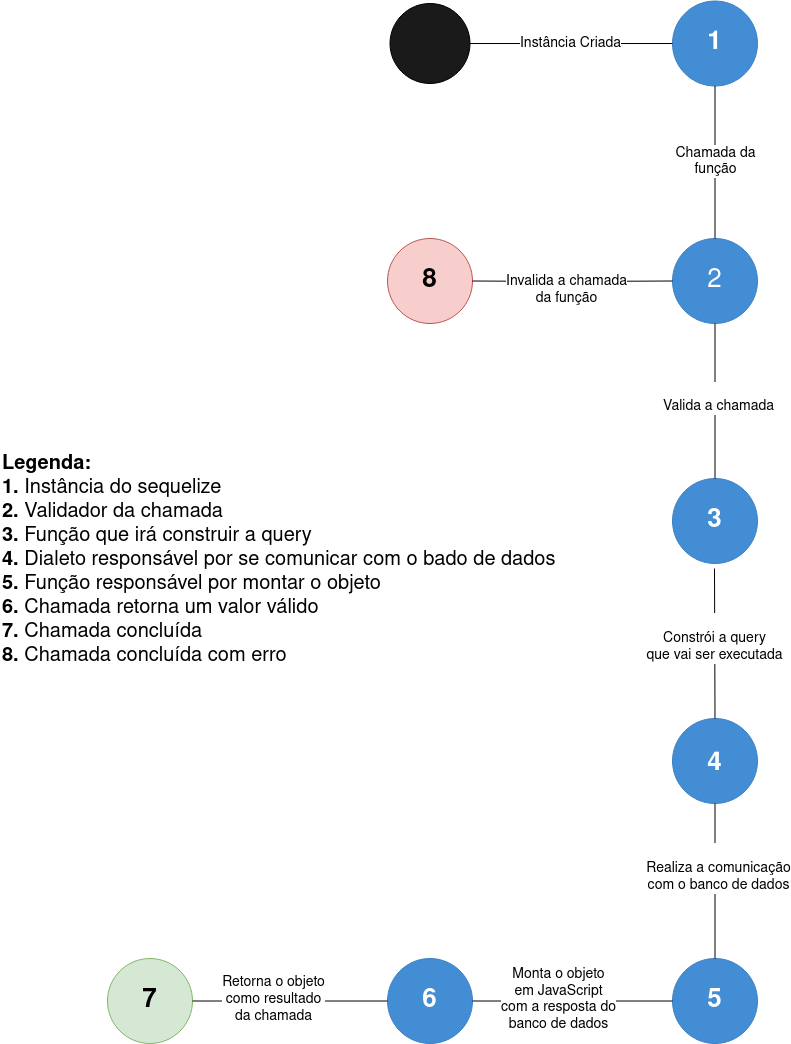 Instância Criada
1
Chamada da
função
8
Invalida a chamada
da função
2
Valida a chamada
Legenda:
1. Instância do sequelize
2. Validador da chamada
3. Função que irá construir a query
4. Dialeto responsável por se comunicar com o bado de dados
5. Função responsável por montar o objeto
6. Chamada retorna um valor válido
7. Chamada concluída
8. Chamada concluída com erro
3
Constrói a query
que vai ser executada
4
Realiza a comunicação
com o banco de dados
7
Retorna o objeto
como resultado
da chamada
6
Monta o objeto
em JavaScript
com a resposta do
banco de dados
5